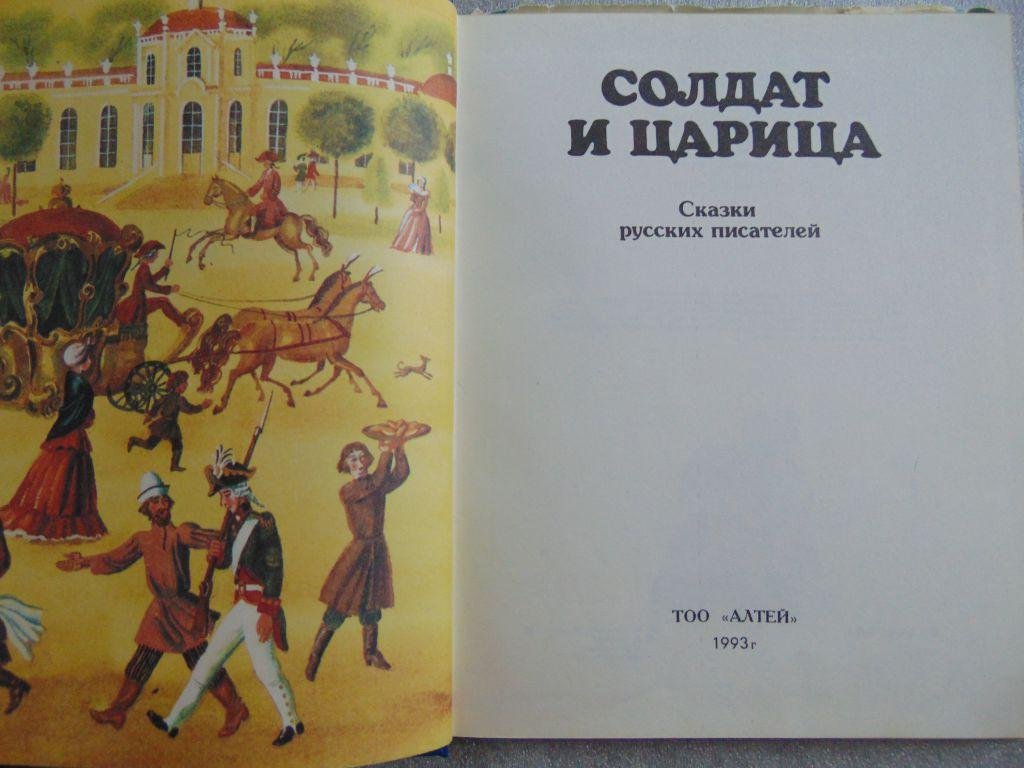 СОЛДАТ
И ЦАРИЦА
Сказки
русских писателей
ТОО «АЛТЕЙ»
1993г